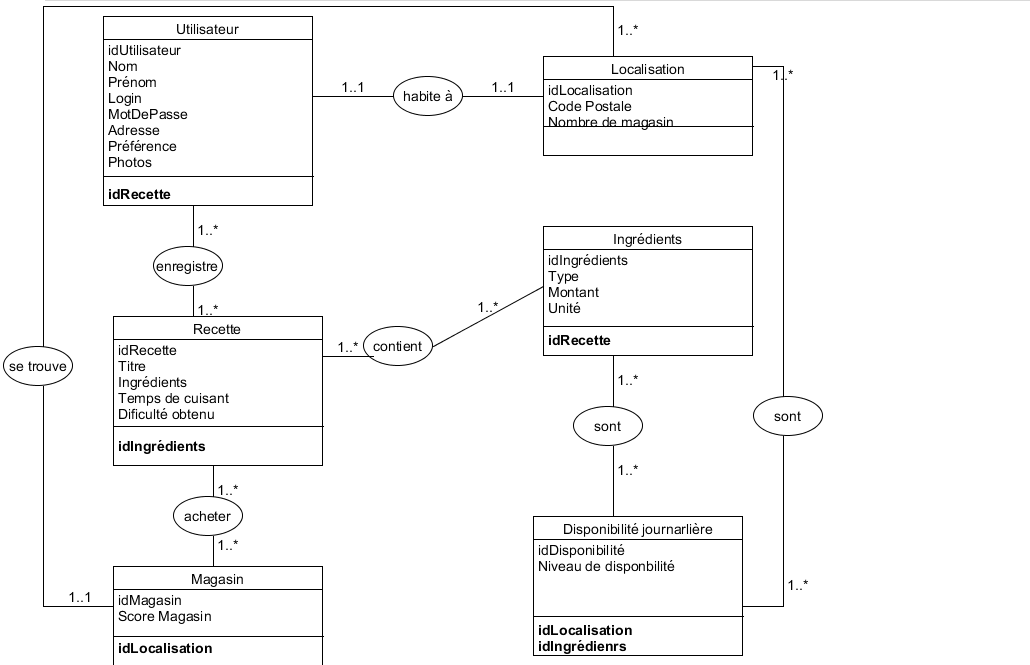 Utilisateur
idUtilisateur
Nom
Prénom
Login
MotDePasse
Adresse
Préférence
Photos
idRecette
1..1
habite à
1..1
1..*
Localisation
idLocalisation
Code Postale
Nombre de magasin
1..*
1..*
enregistre
1..*
Recette
idRecette
Titre
Ingrédients
Temps de cuisant
Dificulté obtenu
idIngrédients
1..*
contient
1..*
Ingrédients
idIngrédients
Type
Montant
Unité
idRecette
se trouve
1..1
1..*
acheter
1..*
Magasin
idMagasin
Score Magasin
idLocalisation
1..*
sont
1..*
sont
1..*
Disponibilité journarlière
idDisponibilité
Niveau de disponbilité
idLocalisation
idIngrédienrs